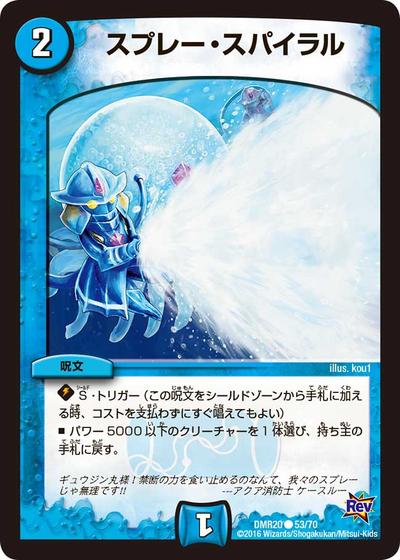 2
スプレー・スパイラル
illus. kou1
呪文
S・トリガー(この呪文をシールドゾーンから手札に加え
る時、コストを支払わずにすぐ唱えてもよい)
■ パワー5000以下のクリーチャーを1体選び、持ち主の
手札に戻す。
ギュウジン丸様!禁断の力を食い止めるのなんて、我々のスプレー
じゃ無理です!! ---アクア消防士 ケースルー
1
DMR20 ● 53/70
©2016 Wizards/Shogakukan/Mitsui-Kids
Rev